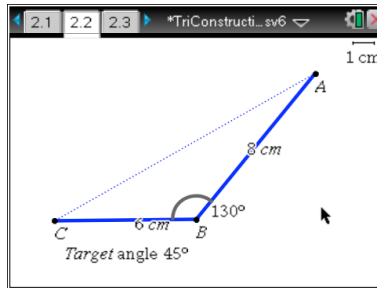 2.1 2.2 2.3 *TriConstructi...sv6
1 cm
A
8 cm
130°
6 cm
C B
Target angle 45°